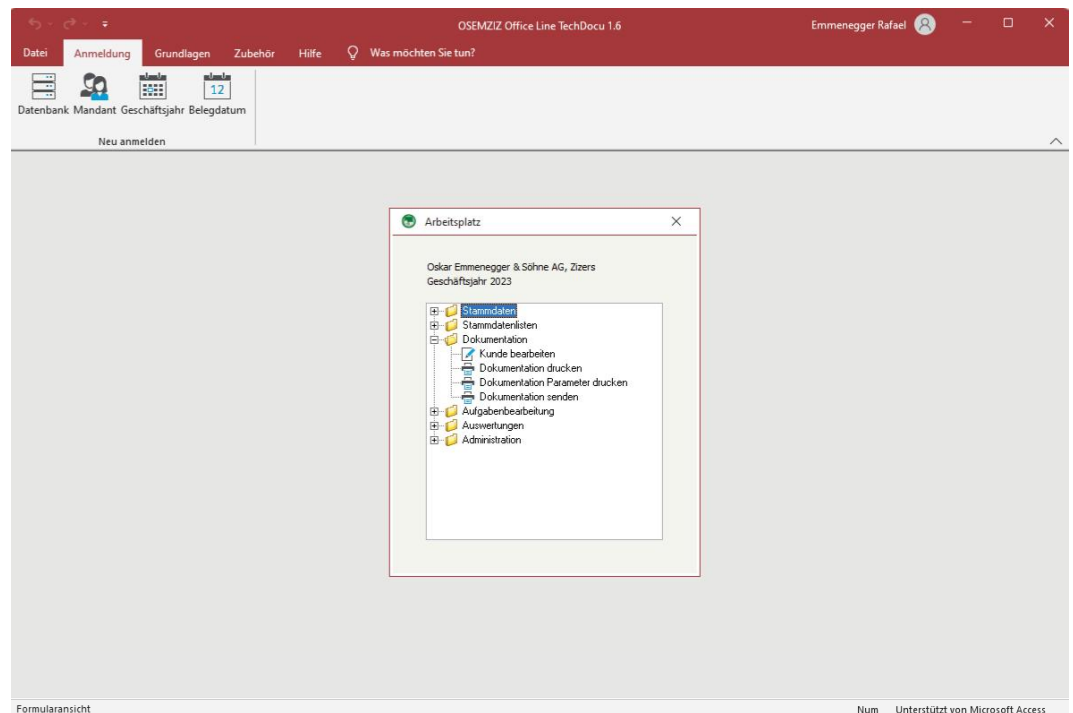 OSEMZIZ Office Line TechDocu 1.6
Emmenegger Rafael
Datei Anmeldung Grundlagen Zubehör Hilfe Was möchten Sie tun?
12
Datenbank Mandant Geschäftsjahr Belegdatum
Neu anmelden
Arbeitsplatz
Oskar Emmenegger & Söhne AG, Zizers
Geschäftsjahr 2023
Stammdaten
Stammdatenlisten
Dokumentation
Kunde bearbeiten
Dokumentation drucken
Dokumentation Parameter drucken
Dokumentation senden
Aufgabenbearbeitung
Auswertungen
Administration
Formularansicht
Num Unterstützt von Microsoft Access